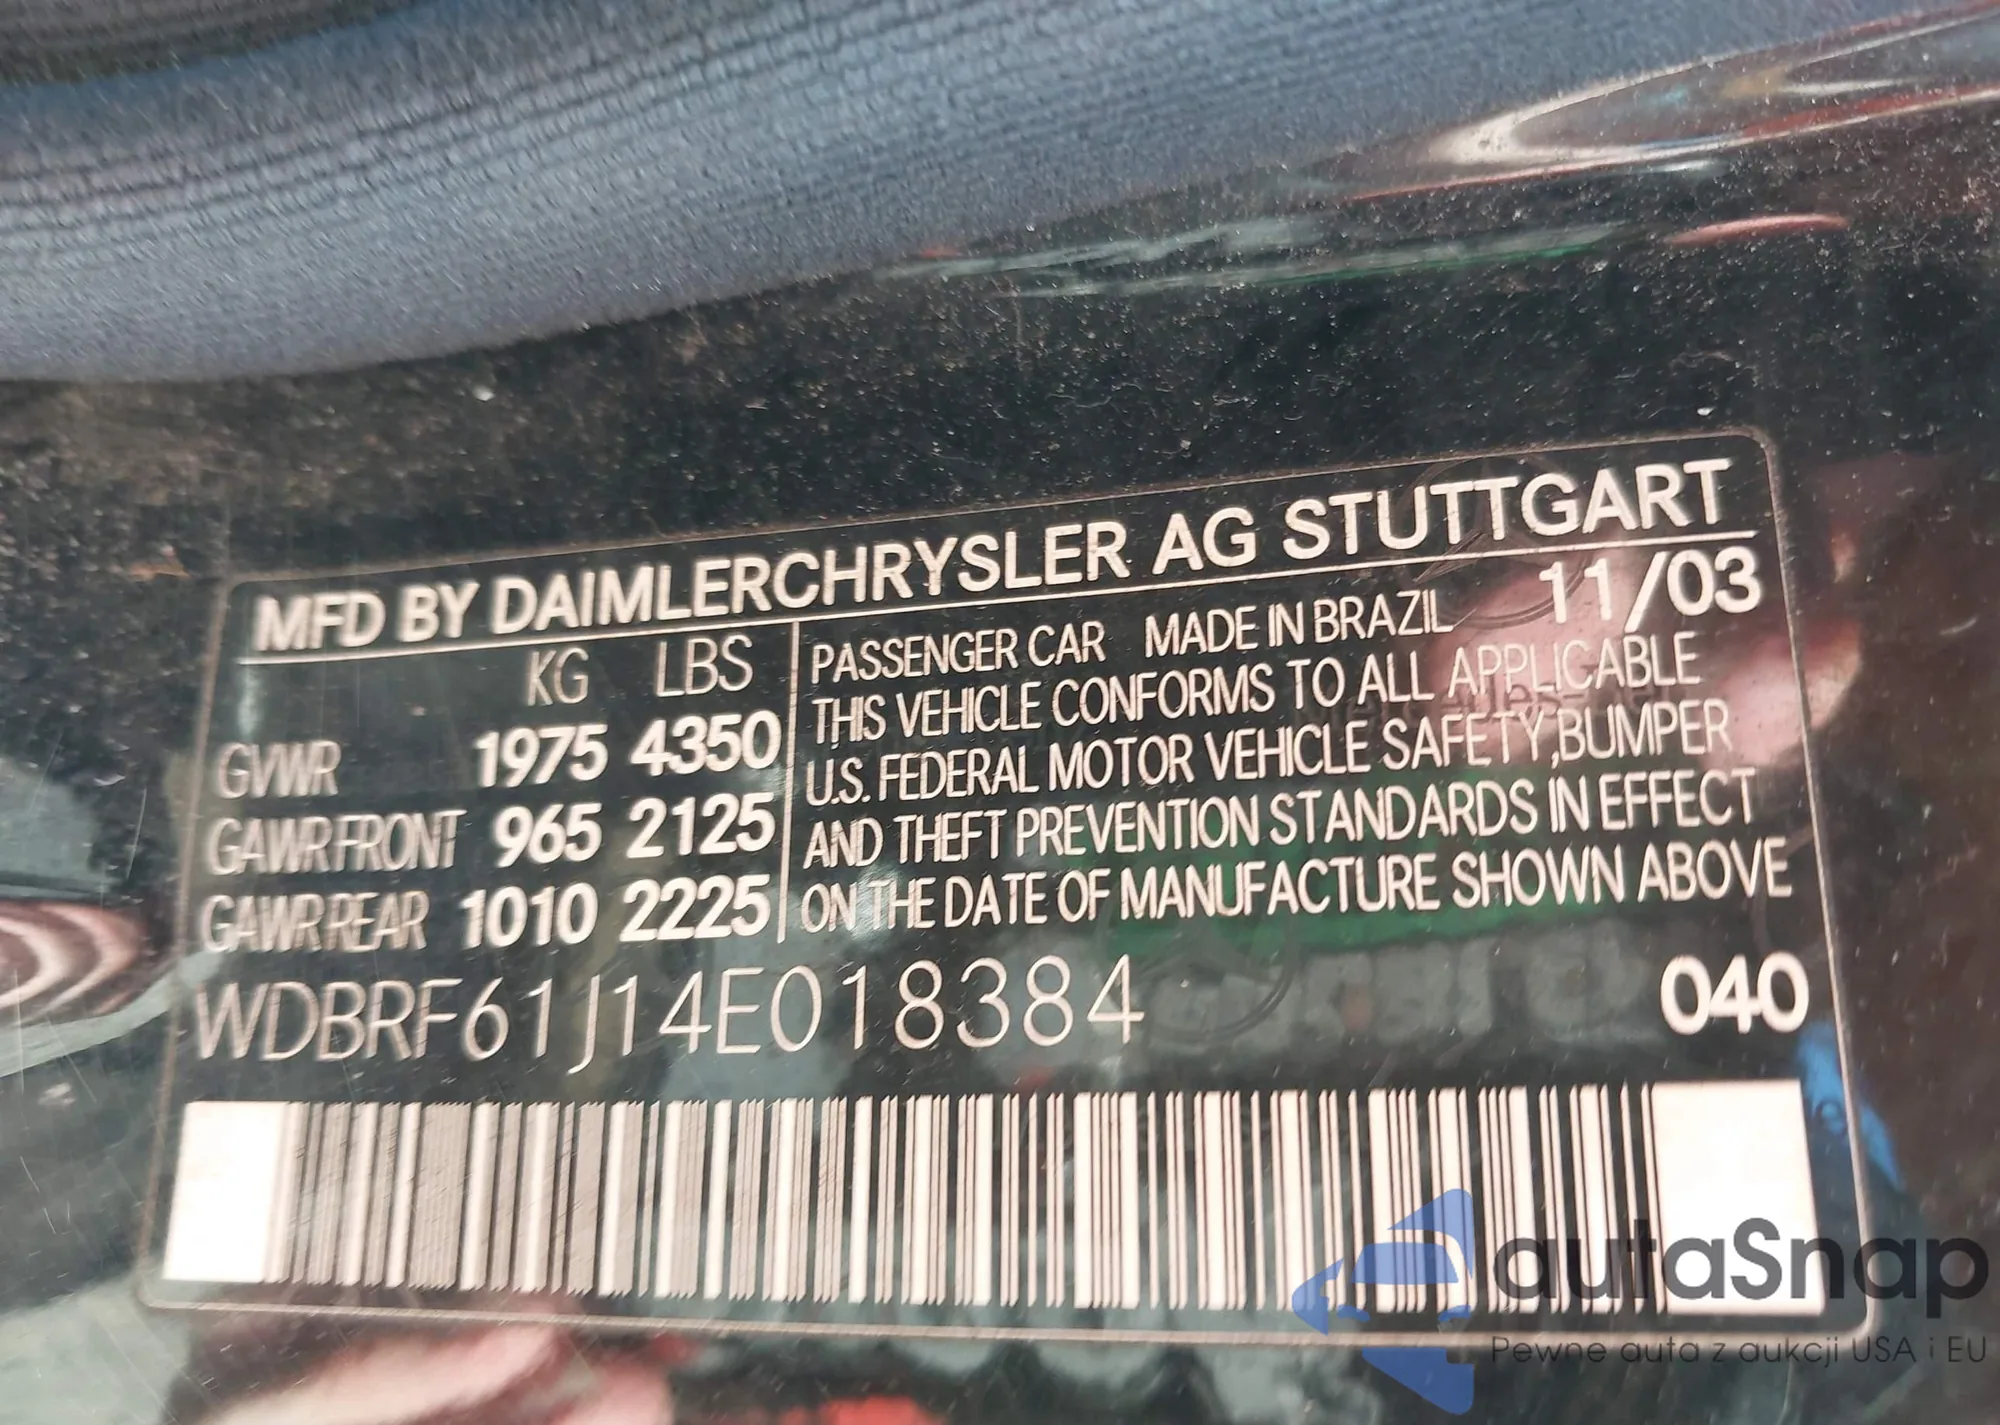 MFD BY DAIMLERCHRYSLER AG STUTTGART
KG LBS
GVWR 1975 4350
GAWR FRONT 965 2125
GAWR REAR 1010 2225
PASSENGER CAR MADE IN BRAZIL 11/03
THIS VEHICLE CONFORMS TO ALL APPLICABLE
U.S. FEDERAL MOTOR VEHICLE SAFETY,BUMPER
AND THEFT PREVENTION STANDARDS IN EFFECT
ON THE DATE OF MANUFACTURE SHOWN ABOVE
WDBRF61J14E018384 040
autaSnap
Pewne auta z aukcji USA i EU